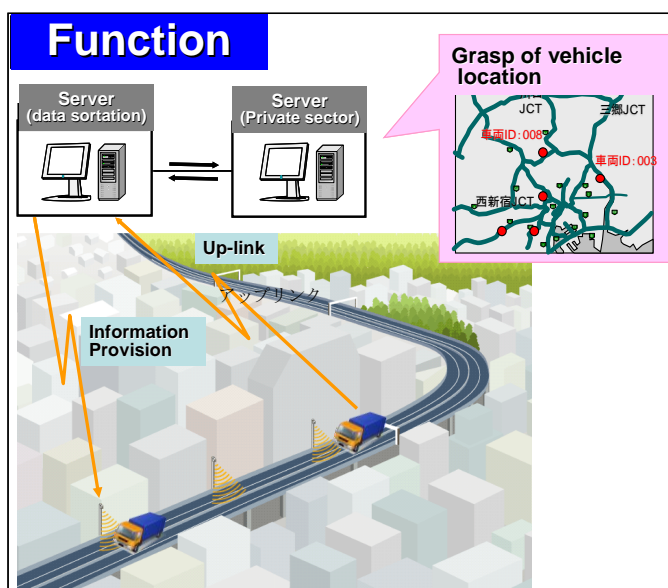 Function
Grasp of vehicle
location
Server
(data sortation)
Server
(Private sector)
JCT
三郷JCT
車両ID:008
車両ID:003
西新宿JCT
Up-link
アップリンク
Information
Provision